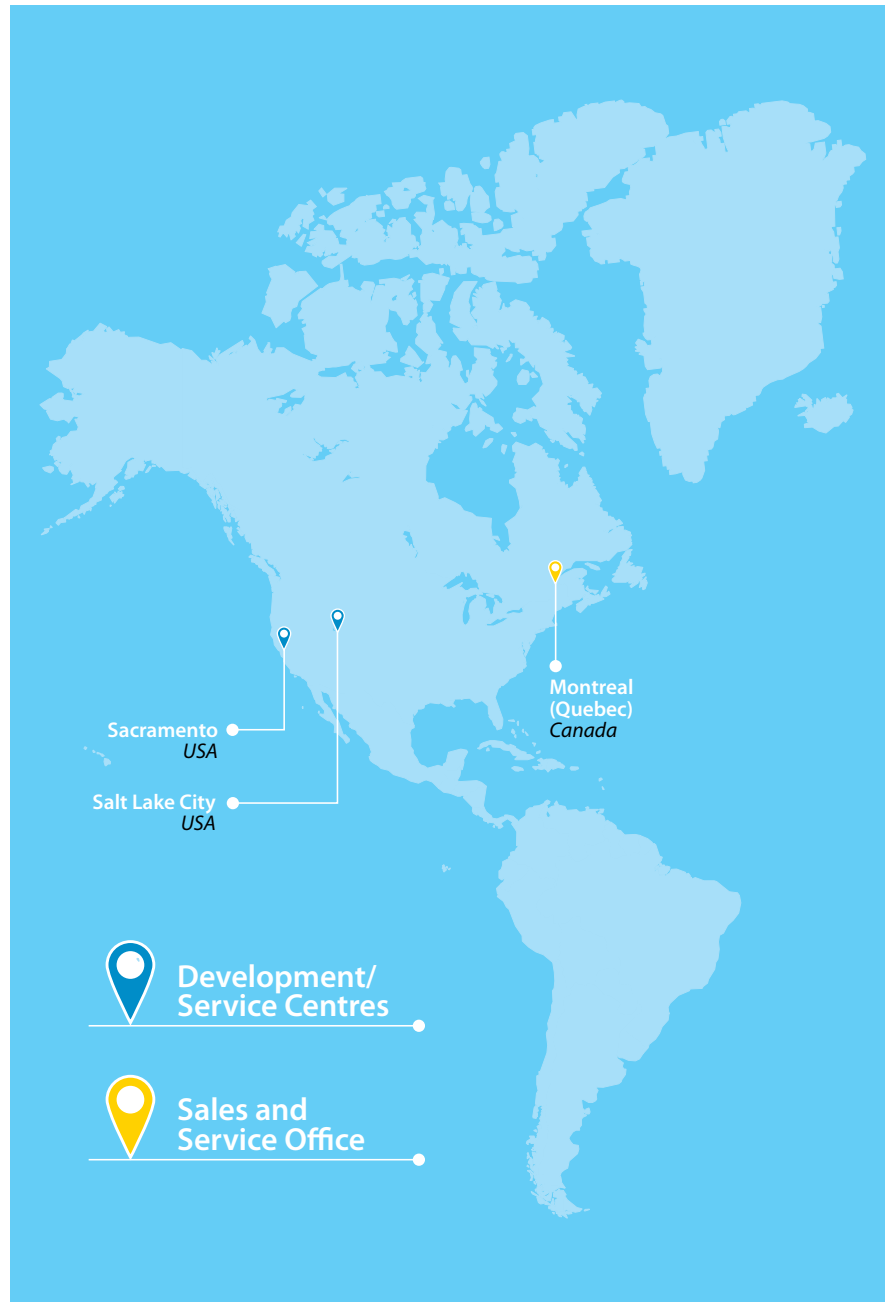 Montreal
(Quebec)
Canada
Sacramento
USA
Salt Lake City
USA
Development/
Service Centres
Sales and
Service Office